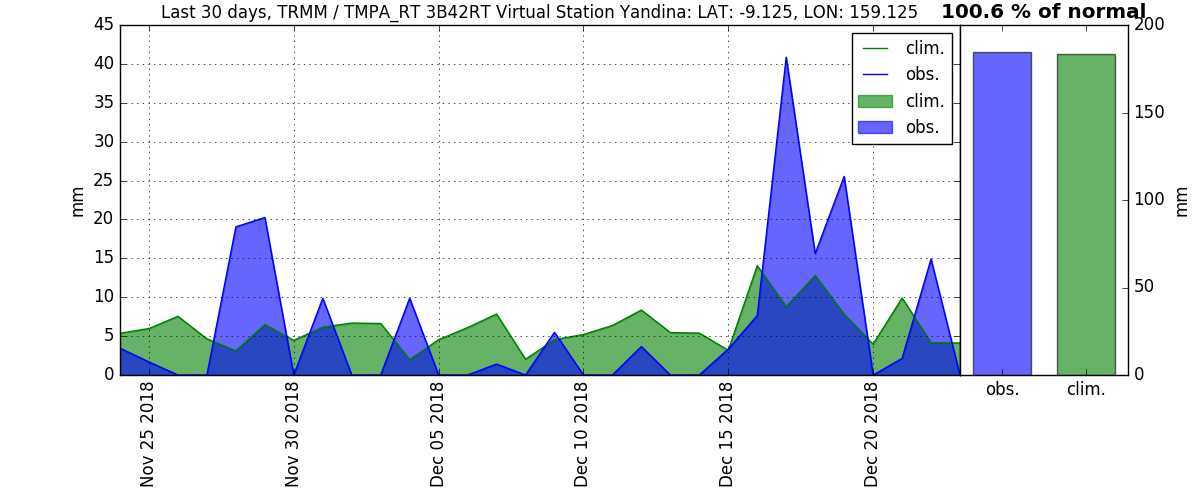 Last 30 days, TRMM / TMPA_RT 3B42RT Virtual Station Yandina: LAT: -9.125, LON: 159.125
100.6 % of normal
45
40
35
30
25
20
15
10
5
0
mm
clim.
obs.
clim.
obs.
200
150
100
50
0
mm
obs.
clim.
Nov 25 2018
Nov 30 2018
Dec 05 2018
Dec 10 2018
Dec 15 2018
Dec 20 2018